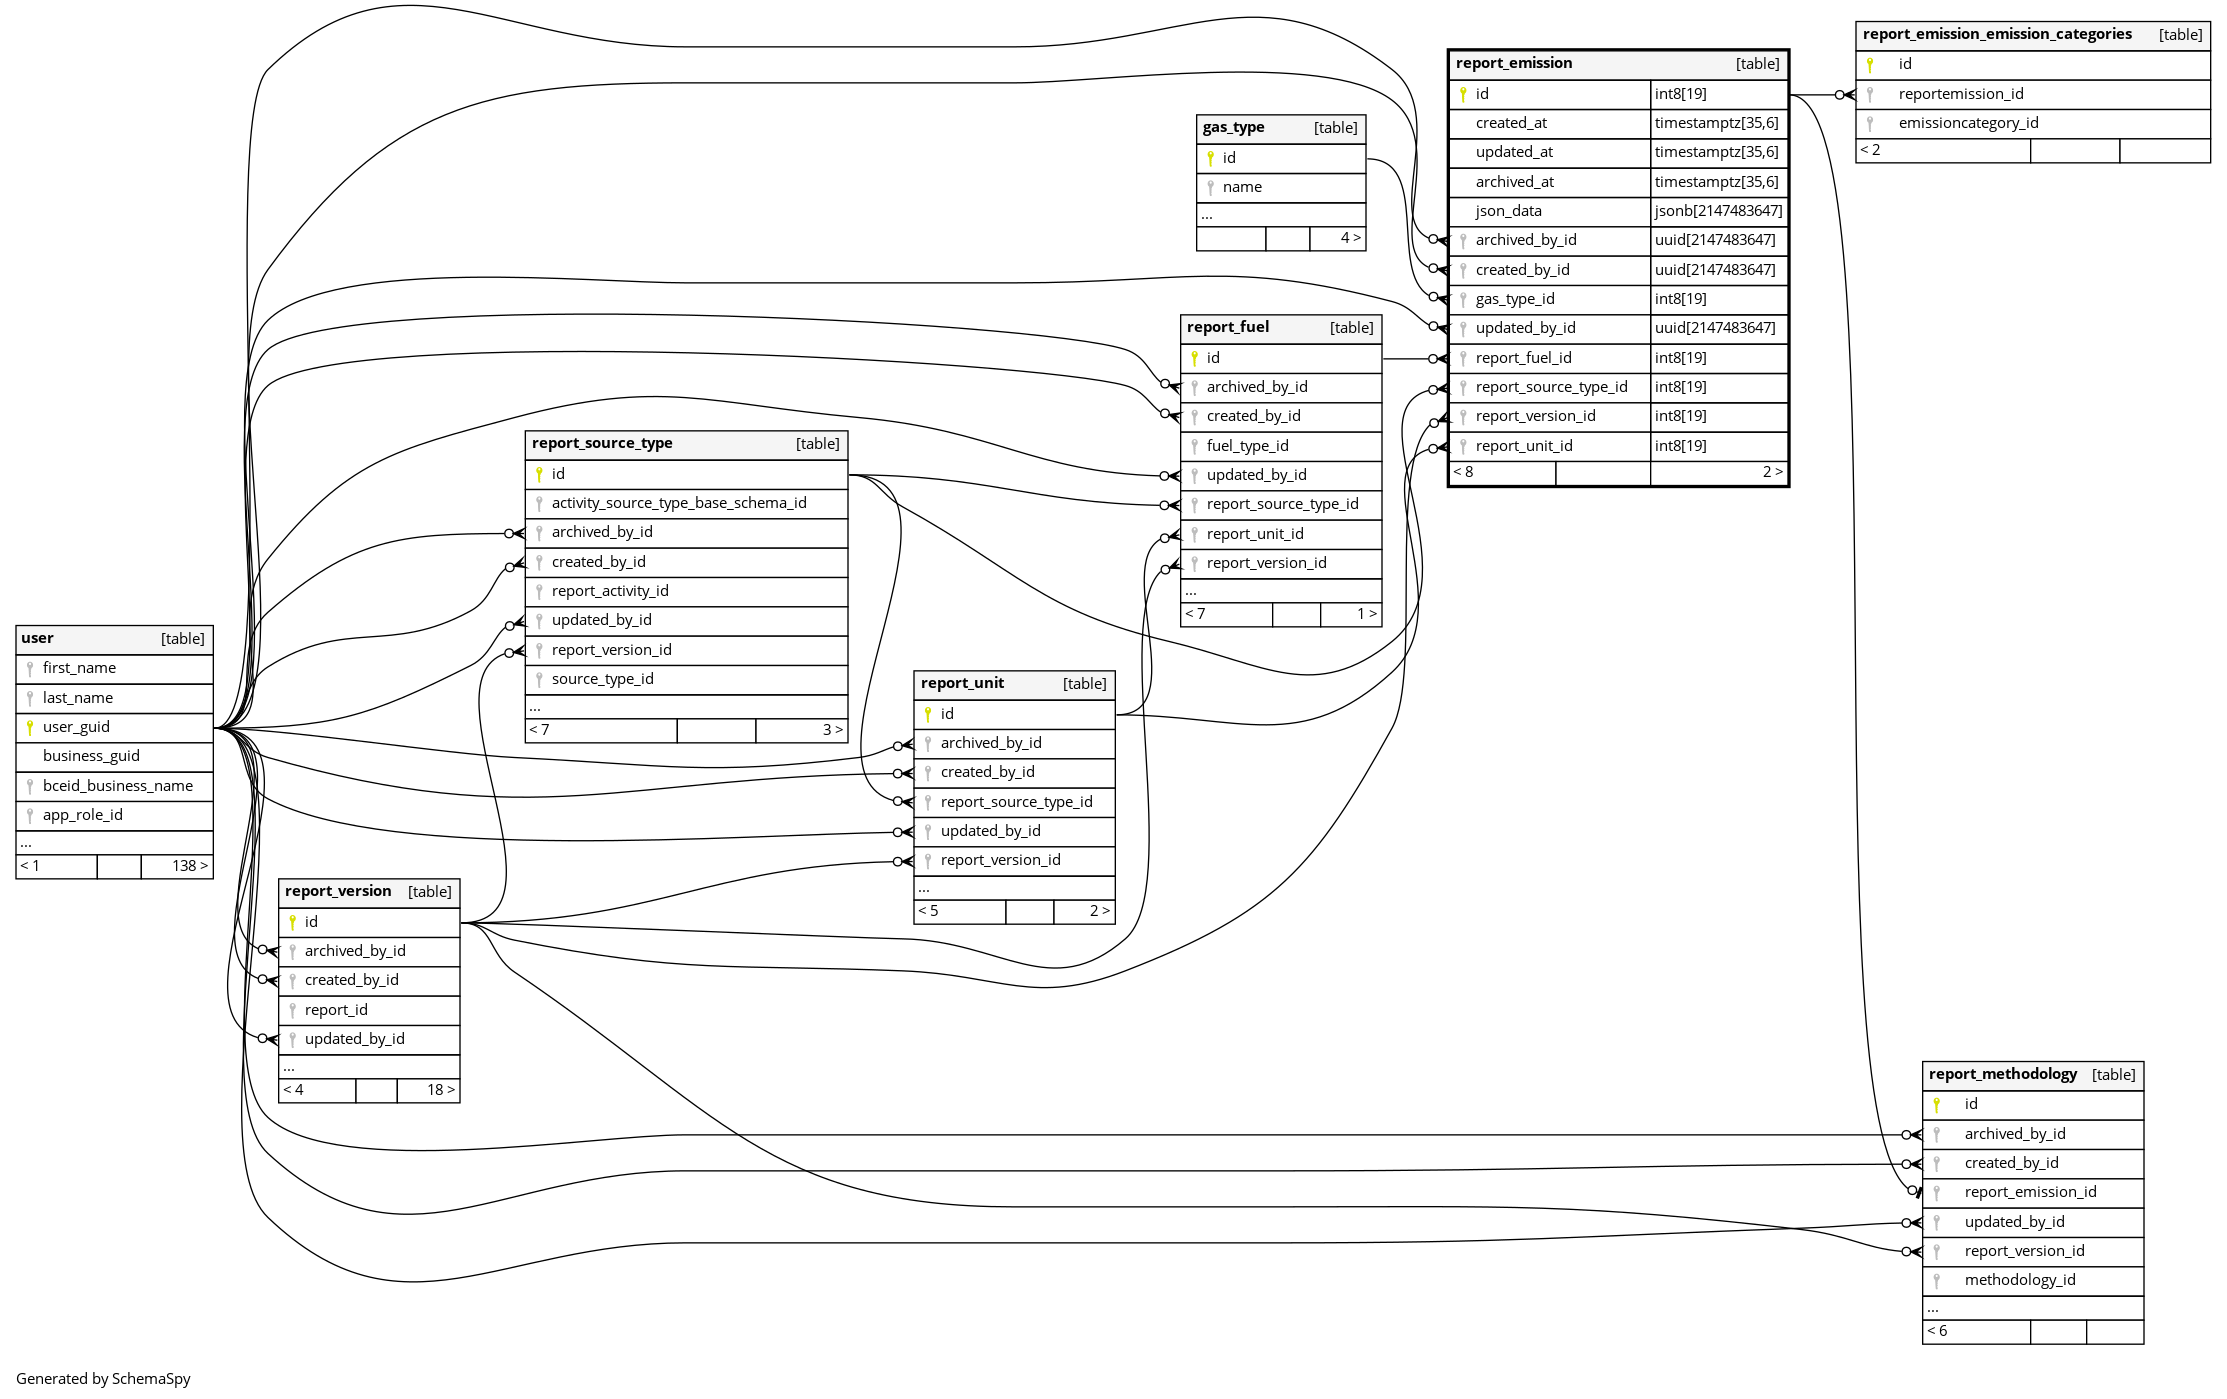 report_emission_emission_categories [table]
id
reportemission_id
emissioncategory_id
< 2
report_emission [table]
id int8[19]
created_at timestamptz[35,6]
updated_at timestamptz[35,6]
archived_at timestamptz[35,6]
json_data jsonb[2147483647]
archived_by_id uuid[2147483647]
created_by_id uuid[2147483647]
gas_type_id int8[19]
updated_by_id uuid[2147483647]
report_fuel_id int8[19]
report_source_type_id int8[19]
report_version_id int8[19]
report_unit_id int8[19]
< 8 2 >
gas_type [table]
id
name
...
4 >
report_fuel [table]
id
archived_by_id
created_by_id
fuel_type_id
updated_by_id
report_source_type_id
report_unit_id
report_version_id
...
< 7 1 >
report_source_type [table]
id
activity_source_type_base_schema_id
archived_by_id
created_by_id
report_activity_id
updated_by_id
report_version_id
source_type_id
...
< 7 3 >
user [table]
first_name
last_name
user_guid
business_guid
bceid_business_name
app_role_id
...
< 1 138 >
report_unit [table]
id
archived_by_id
created_by_id
report_source_type_id
updated_by_id
report_version_id
...
< 5 2 >
report_version [table]
id
archived_by_id
created_by_id
report_id
updated_by_id
...
< 4 18 >
report_methodology [table]
id
archived_by_id
created_by_id
report_emission_id
updated_by_id
report_version_id
methodology_id
...
< 6
Generated by SchemaSpy